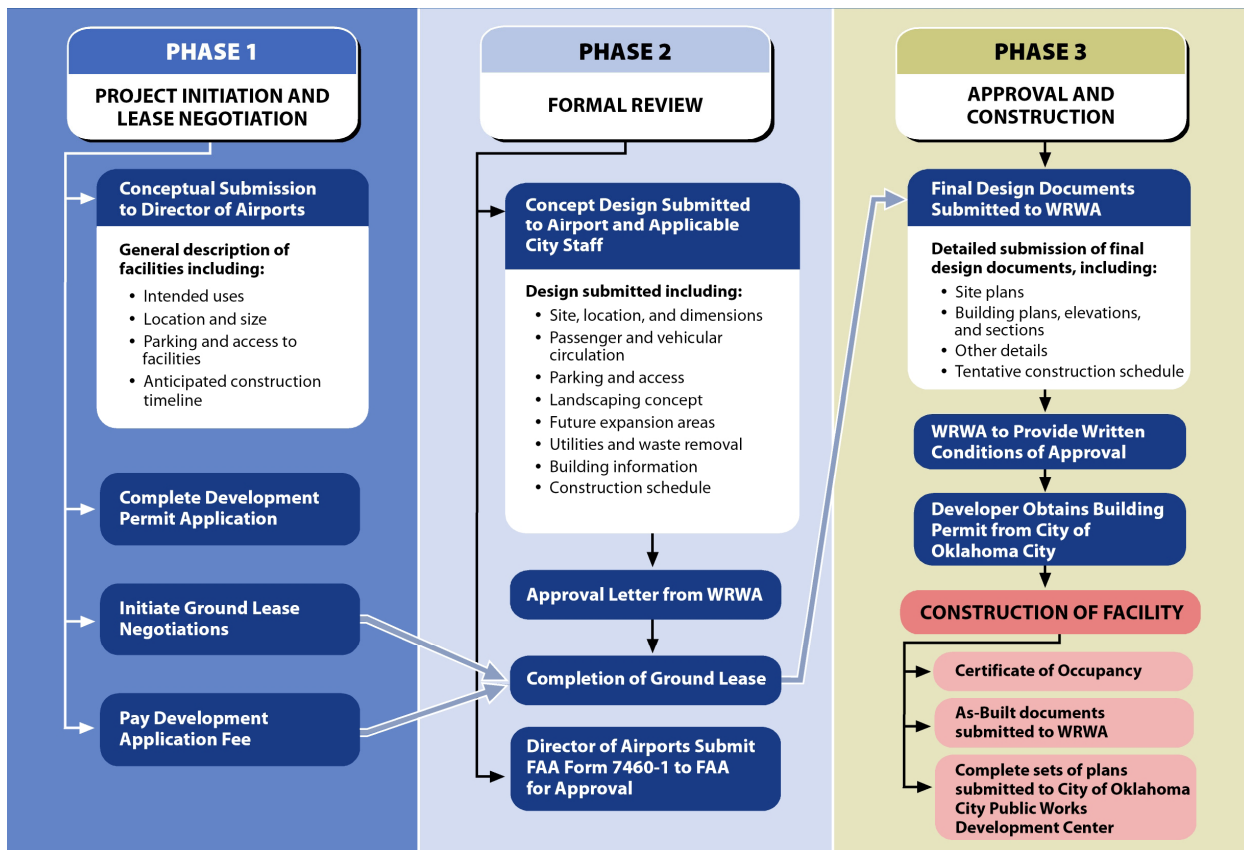 PHASE 1
PROJECT INITIATION AND
LEASE NEGOTIATION
Conceptual Submission
to Director of Airports
General description of
facilities including:
• Intended uses
• Location and size
• Parking and access to
facilities
• Anticipated construction
timeline
Complete Development
Permit Application
Initiate Ground Lease
Negotiations
Pay Development
Application Fee
PHASE 2
FORMAL REVIEW
Concept Design Submitted
to Airport and Applicable
City Staff
Design submitted including:
• Site, location, and dimensions
• Passenger and vehicular
circulation
• Parking and access
• Landscaping concept
• Future expansion areas
• Utilities and waste removal
• Building information
• Construction schedule
Approval Letter from WRWA
Completion of Ground Lease
Director of Airports Submit
FAA Form 7460-1 to FAA
for Approval
PHASE 3
APPROVAL AND
CONSTRUCTION
Final Design Documents
Submitted to WRWA
Detailed submission of final
design documents, including:
• Site plans
• Building plans, elevations,
and sections
• Other details
• Tentative construction schedule
WRWA to Provide Written
Conditions of Approval
Developer Obtains Building
Permit from City of
Oklahoma City
CONSTRUCTION OF FACILITY
Certificate of Occupancy
As-Built documents
submitted to WRWA
Complete sets of plans
submitted to City of Oklahoma
City Public Works
Development Center